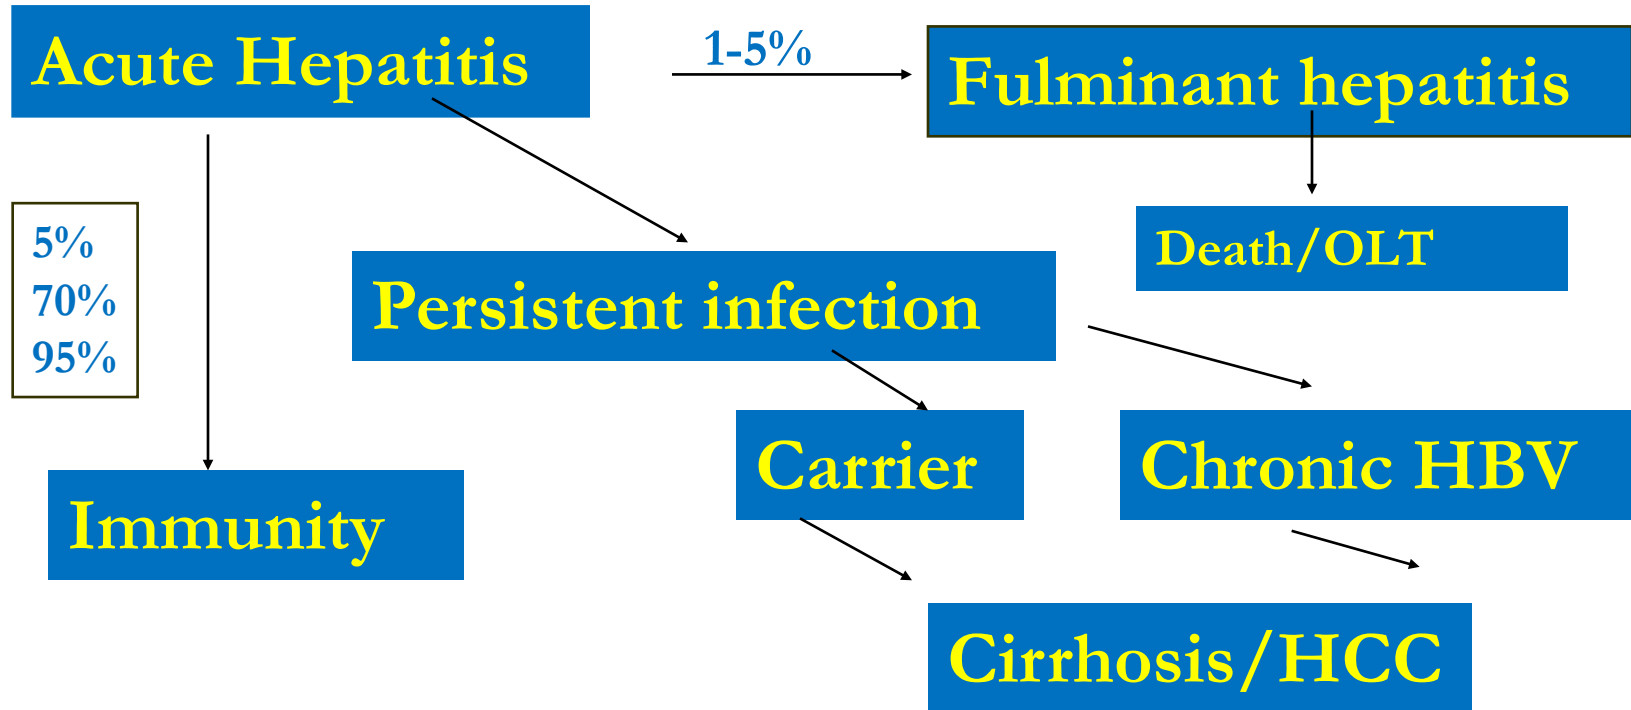 Acute Hepatitis
1-5%
Fulminant hepatitis
5%
70%
95%
Death/OLT
Persistent infection
Carrier
Chronic HBV
Immunity
Cirrhosis/HCC